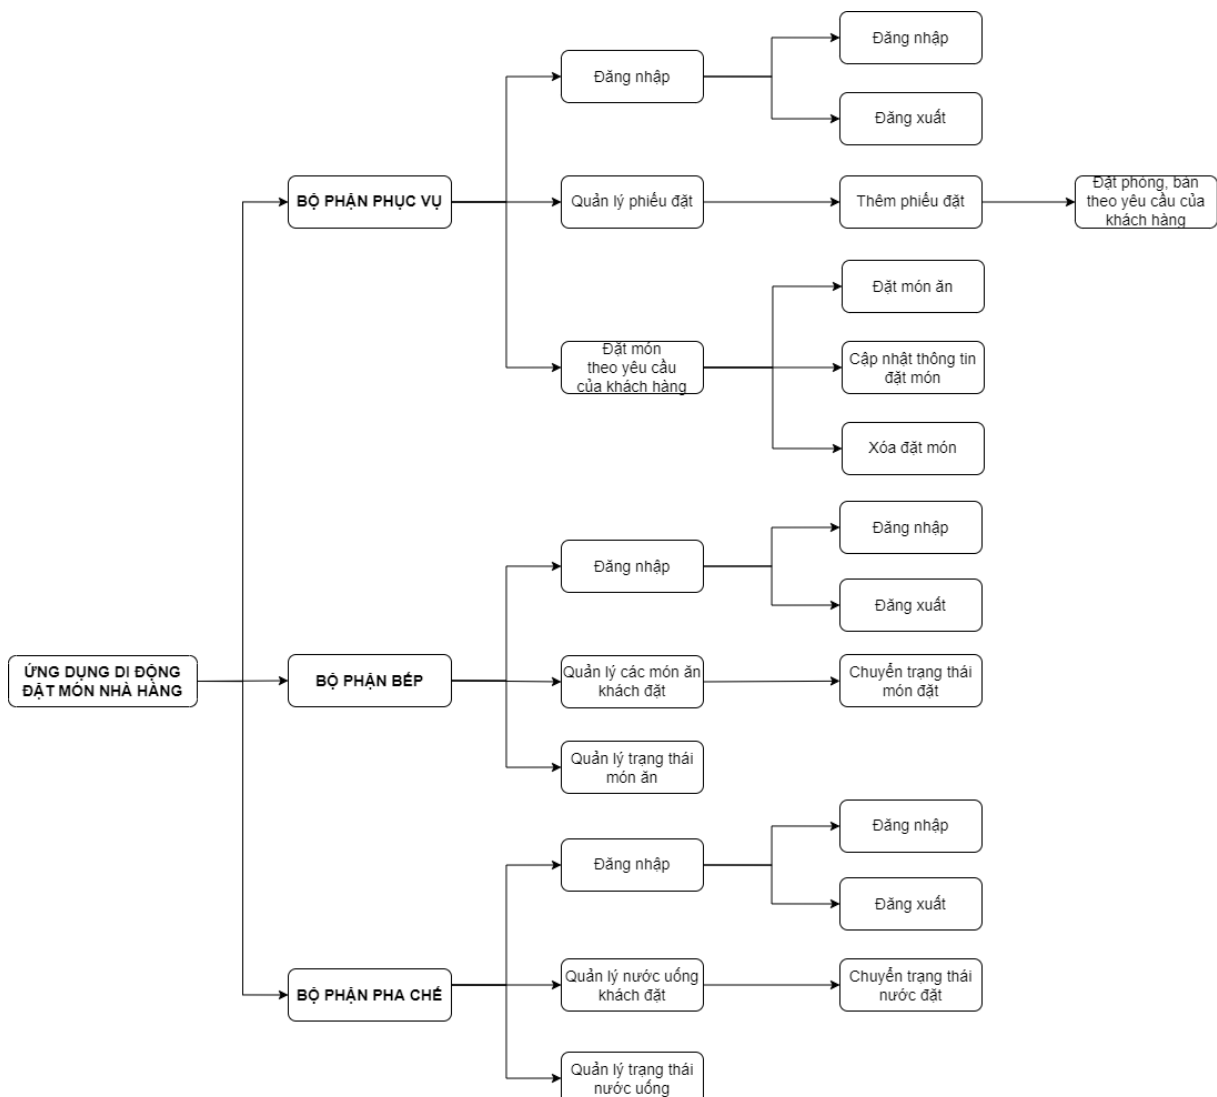 Đăng nhập
Đăng nhập
Đăng xuất
BỘ PHẬN PHỤC VỤ
Quản lý phiếu đặt
Thêm phiếu đặt
Đặt phòng, bàn
theo yêu cầu của
khách hàng
Đặt món ăn
Đặt món
theo yêu cầu
của khách hàng
Cập nhật thông tin
đặt món
Xóa đặt món
Đăng nhập
Đăng nhập
Đăng xuất
ỨNG DỤNG DI ĐỘNG
ĐẶT MÓN NHÀ HÀNG
BỘ PHẬN BẾP
Quản lý các món ăn
khách đặt
Chuyển trạng thái
món đặt
Quản lý trạng thái
món ăn
Đăng nhập
Đăng nhập
Đăng xuất
BỘ PHẬN PHA CHẾ
Quản lý nước uống
khách đặt
Chuyển trạng thái
nước đặt
Quản lý trạng thái
nước uống